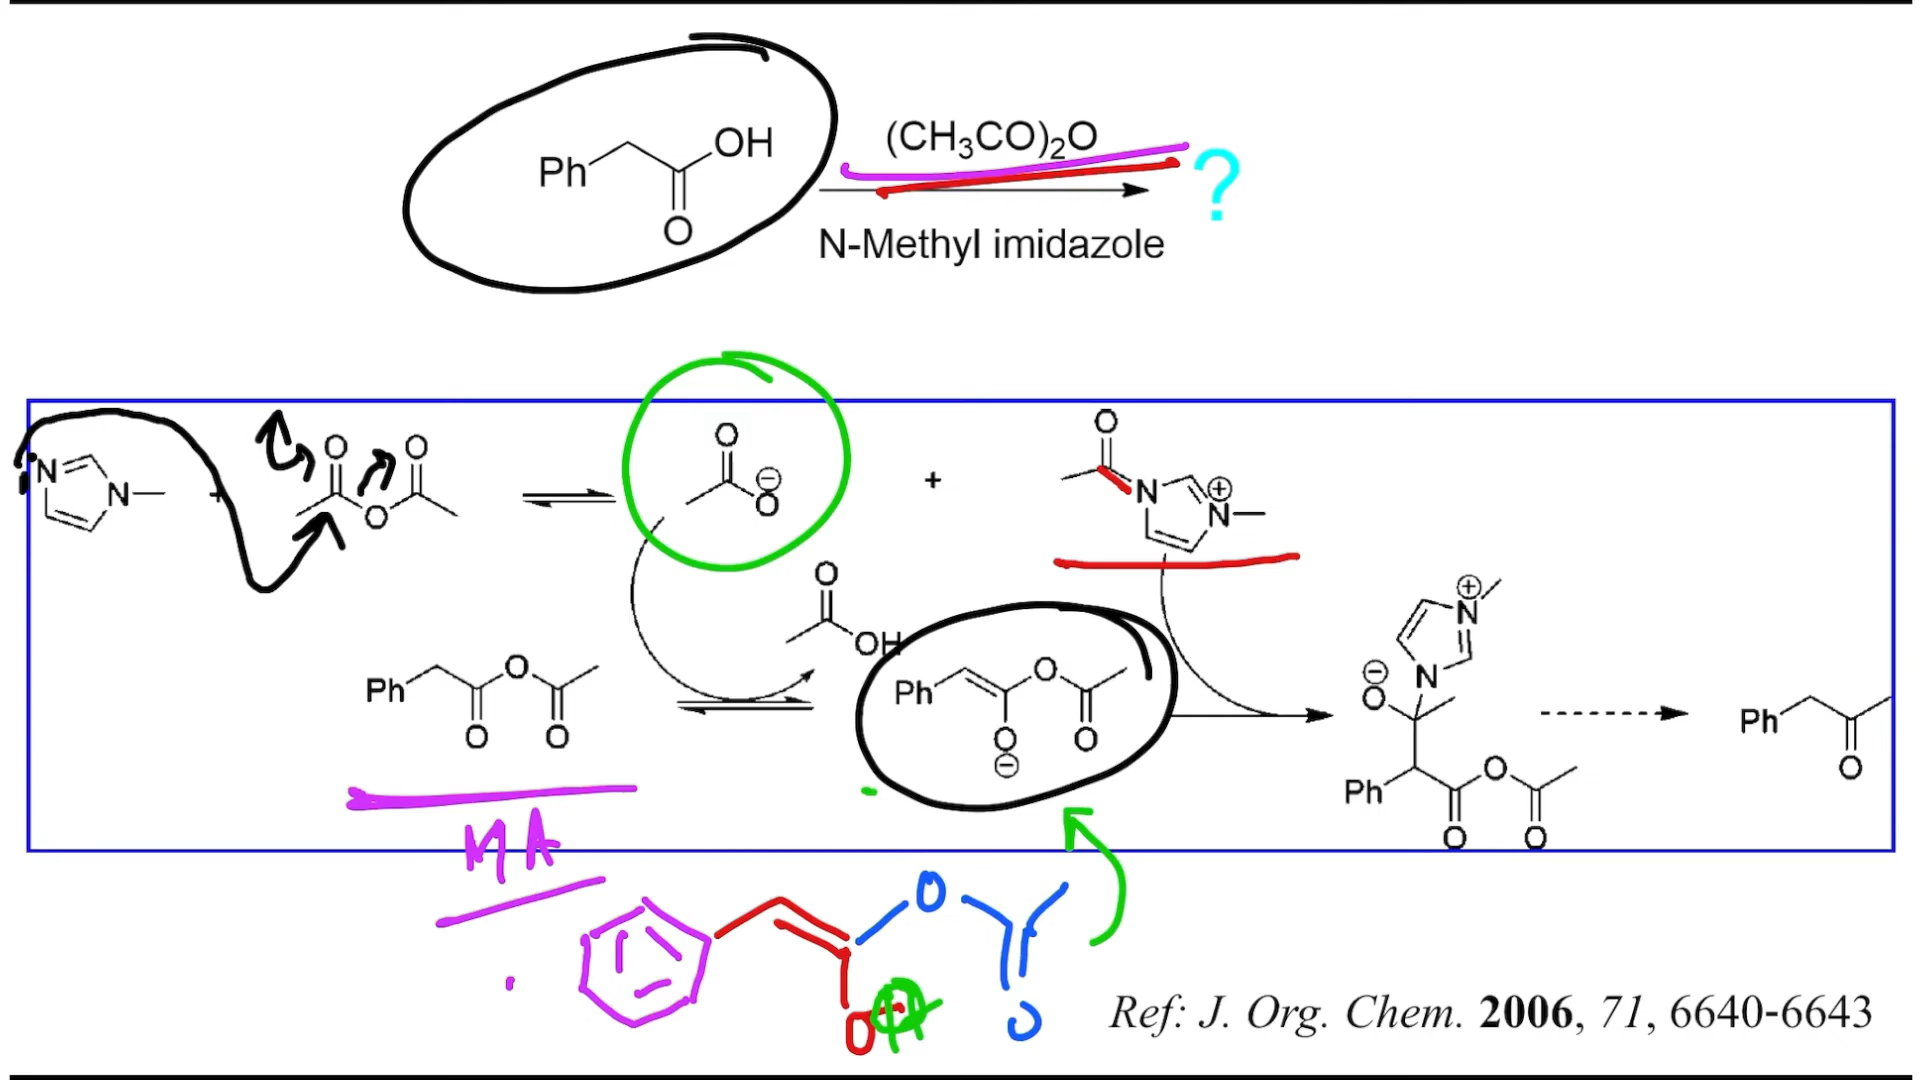 Ph OH O
(CH₃CO)₂O
?
N-Methyl imidazole
O O O O
N N + O O ⊖ + N N ⊕
O OH
Ph O O O
Ph O O O ⊖
⊕ N N ⊖ O
Ph O O O
Ph O
MA
O
O O
Ref: J. Org. Chem. 2006, 71, 6640-6643